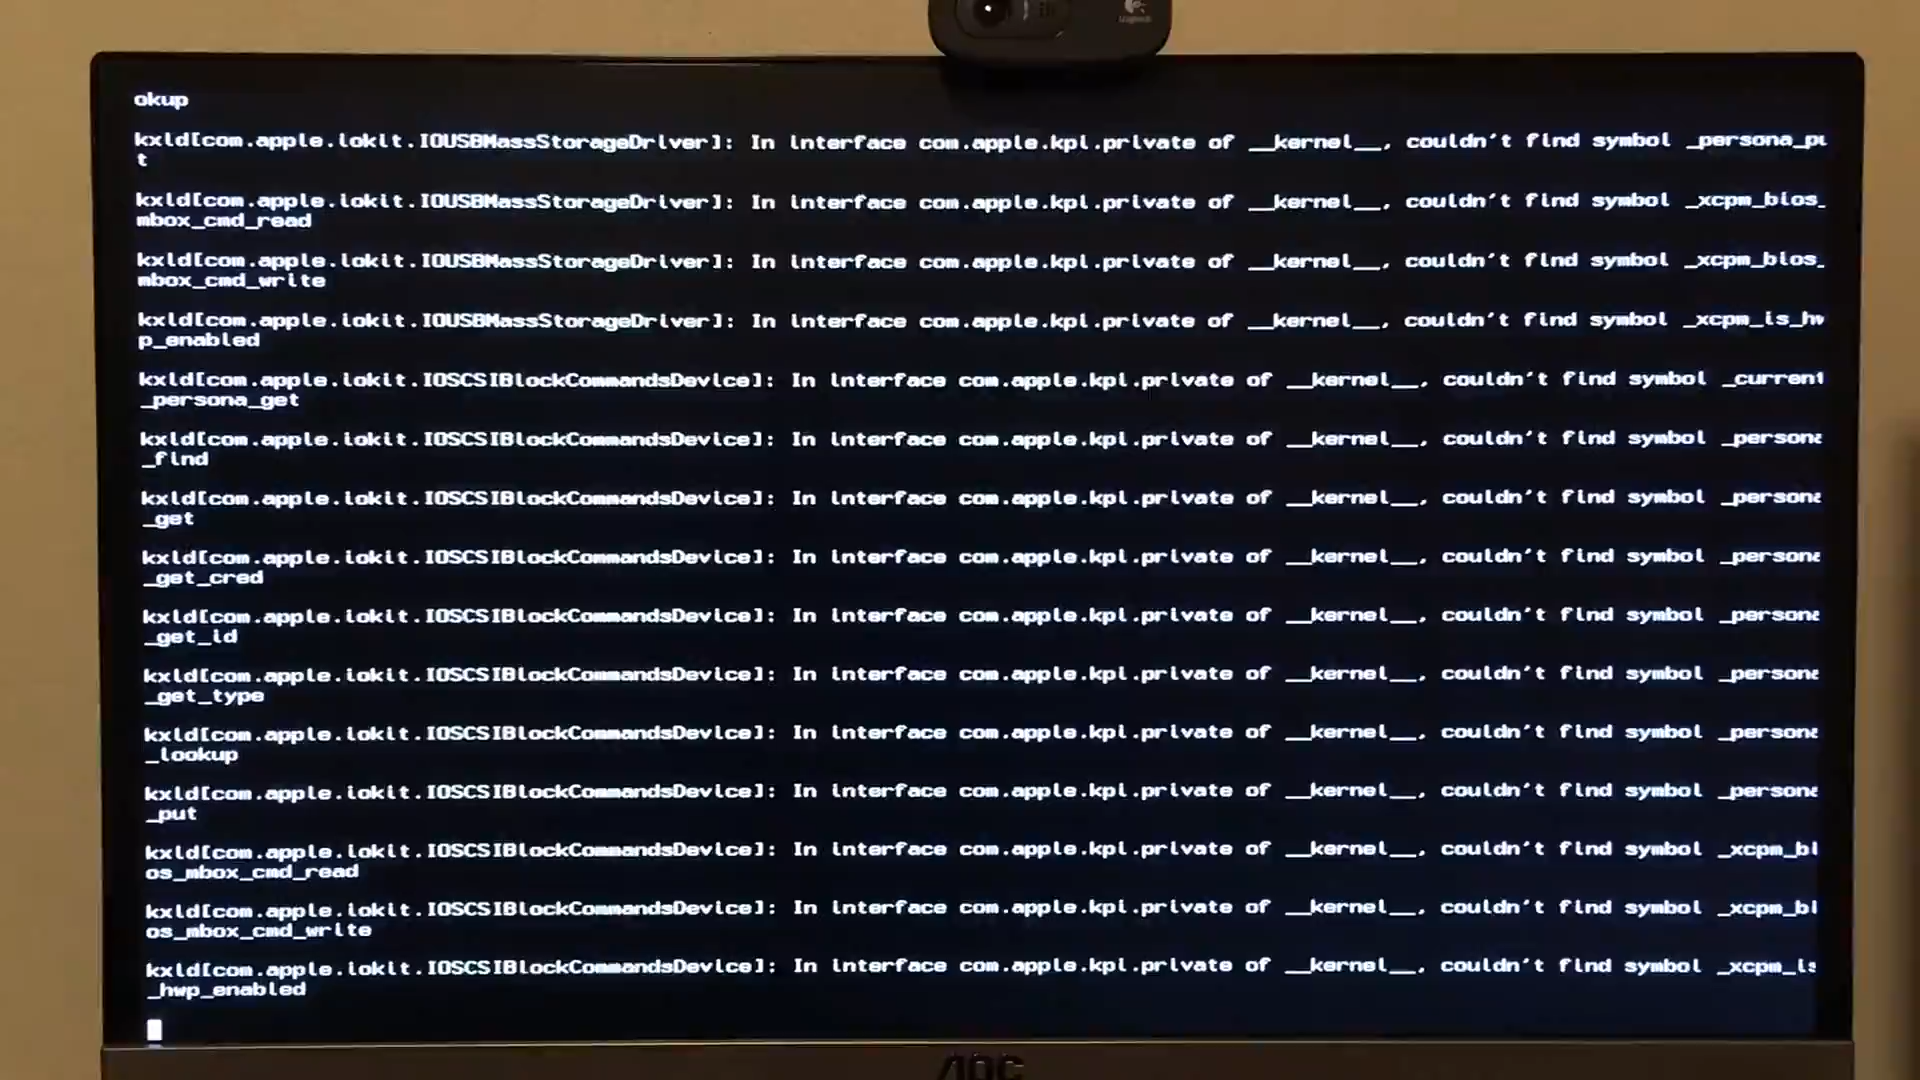 logitech
okup
kxld[com.apple.iokit.IOUSBMassStorageDriver]: In interface com.apple.kpi.private of __kernel__, couldn't find symbol _persona_pu
t
kxld[com.apple.iokit.IOUSBMassStorageDriver]: In interface com.apple.kpi.private of __kernel__, couldn't find symbol _xcpm_bios_
mbox_cmd_read
kxld[com.apple.iokit.IOUSBMassStorageDriver]: In interface com.apple.kpi.private of __kernel__, couldn't find symbol _xcpm_bios_
mbox_cmd_write
kxld[com.apple.iokit.IOUSBMassStorageDriver]: In interface com.apple.kpi.private of __kernel__, couldn't find symbol _xcpm_is_hw
p_enabled
kxld[com.apple.iokit.IOSCSIBlockCommandsDevice]: In interface com.apple.kpi.private of __kernel__, couldn't find symbol _current
_persona_get
kxld[com.apple.iokit.IOSCSIBlockCommandsDevice]: In interface com.apple.kpi.private of __kernel__, couldn't find symbol _persona
_find
kxld[com.apple.iokit.IOSCSIBlockCommandsDevice]: In interface com.apple.kpi.private of __kernel__, couldn't find symbol _persona
_get
kxld[com.apple.iokit.IOSCSIBlockCommandsDevice]: In interface com.apple.kpi.private of __kernel__, couldn't find symbol _persona
_get_cred
kxld[com.apple.iokit.IOSCSIBlockCommandsDevice]: In interface com.apple.kpi.private of __kernel__, couldn't find symbol _persona
_get_id
kxld[com.apple.iokit.IOSCSIBlockCommandsDevice]: In interface com.apple.kpi.private of __kernel__, couldn't find symbol _persona
_get_type
kxld[com.apple.iokit.IOSCSIBlockCommandsDevice]: In interface com.apple.kpi.private of __kernel__, couldn't find symbol _persona
_lookup
kxld[com.apple.iokit.IOSCSIBlockCommandsDevice]: In interface com.apple.kpi.private of __kernel__, couldn't find symbol _persona
_put
kxld[com.apple.iokit.IOSCSIBlockCommandsDevice]: In interface com.apple.kpi.private of __kernel__, couldn't find symbol _xcpm_bi
os_mbox_cmd_read
kxld[com.apple.iokit.IOSCSIBlockCommandsDevice]: In interface com.apple.kpi.private of __kernel__, couldn't find symbol _xcpm_bi
os_mbox_cmd_write
kxld[com.apple.iokit.IOSCSIBlockCommandsDevice]: In interface com.apple.kpi.private of __kernel__, couldn't find symbol _xcpm_is
_hwp_enabled
AOC